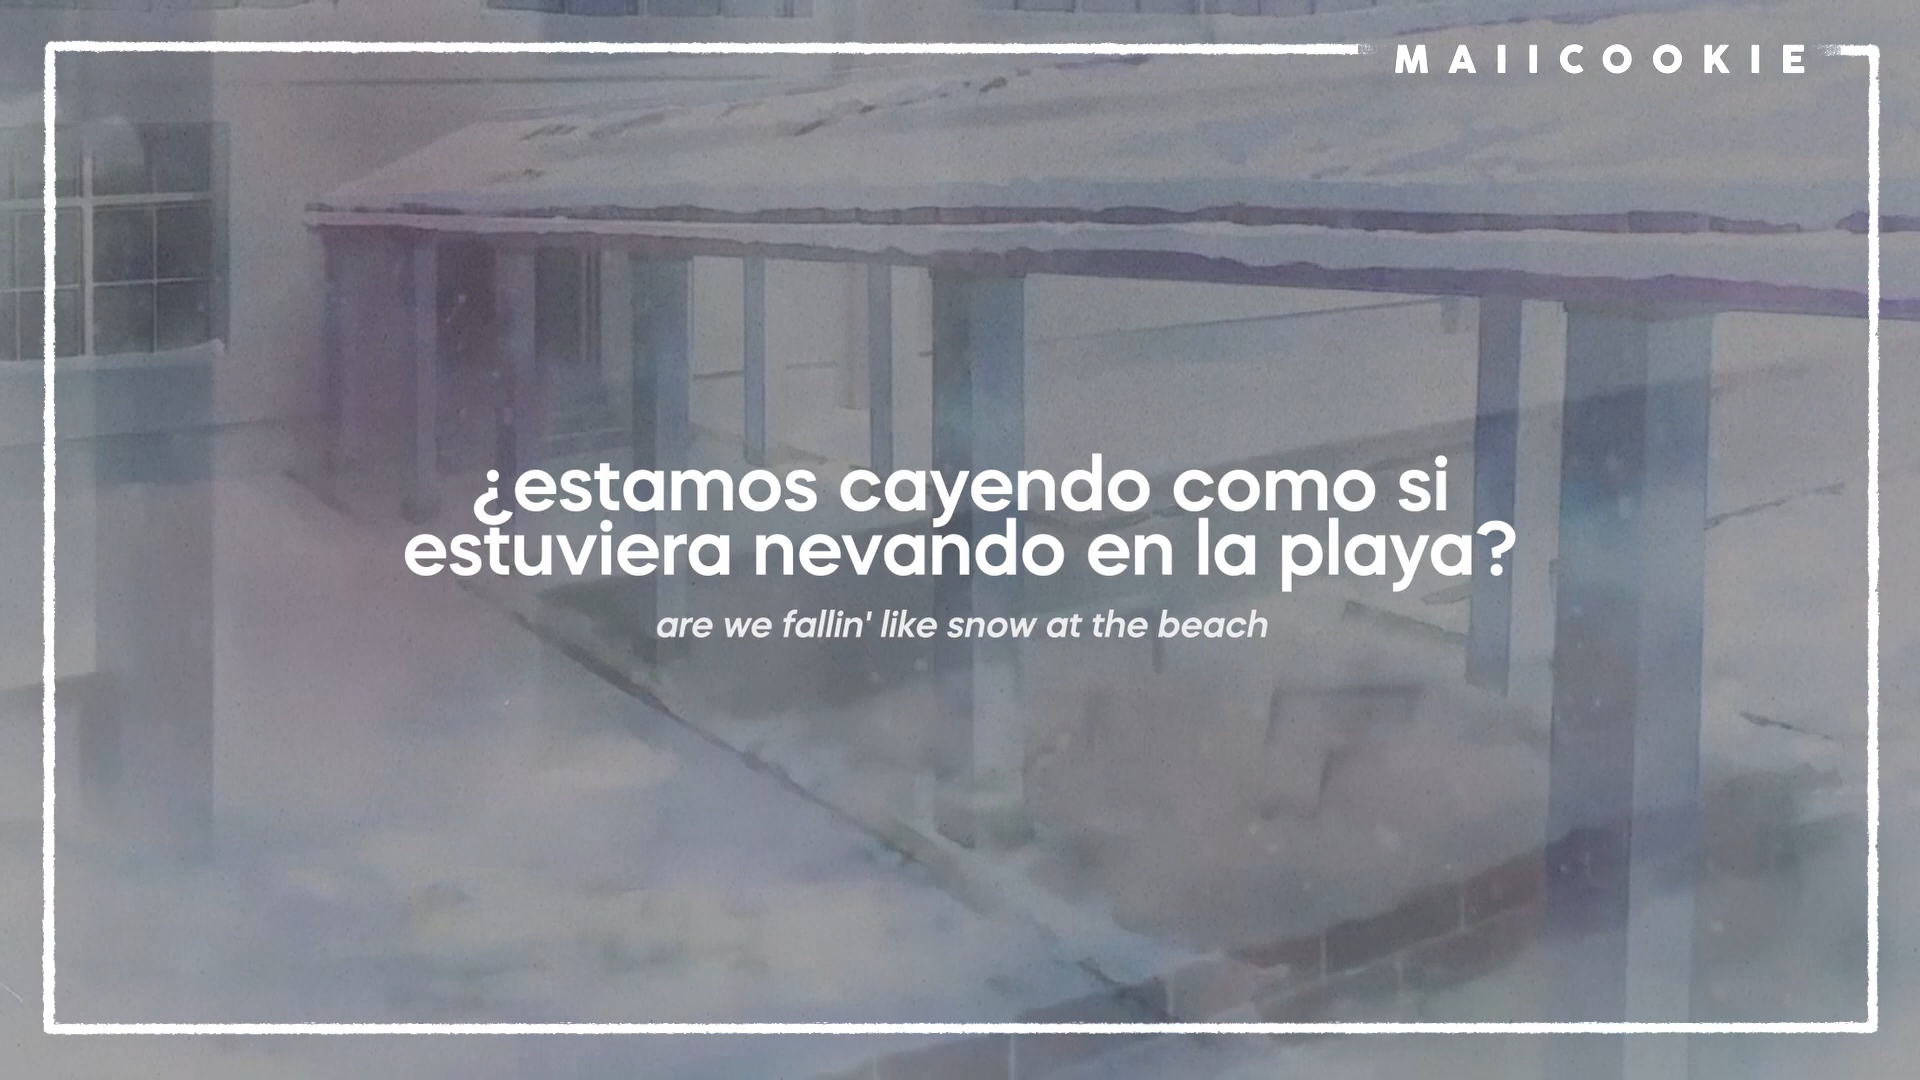 MAIICOOKIE
¿estamos cayendo como si
estuviera nevando en la playa?
are we fallin' like snow at the beach